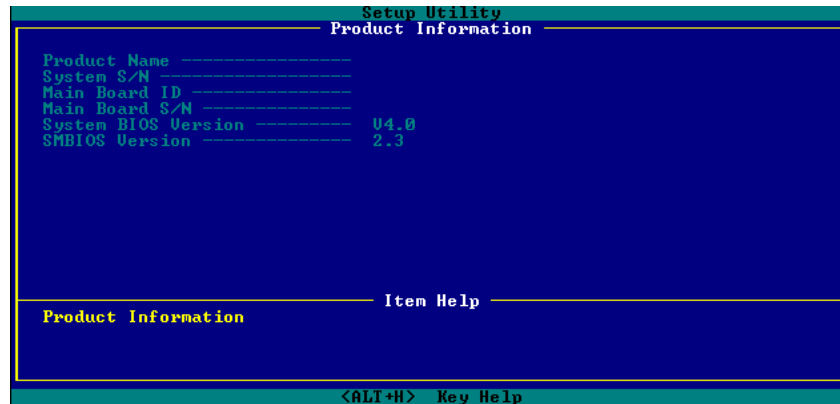 Setup Utility
Product Information
Product Name ----------------
System S/N ------------------
Main Board ID ---------------
Main Board S/N --------------
System BIOS Version --------- V4.0
SMBIOS Version -------------- 2.3
Item Help
Product Information
<ALT+H> Key Help